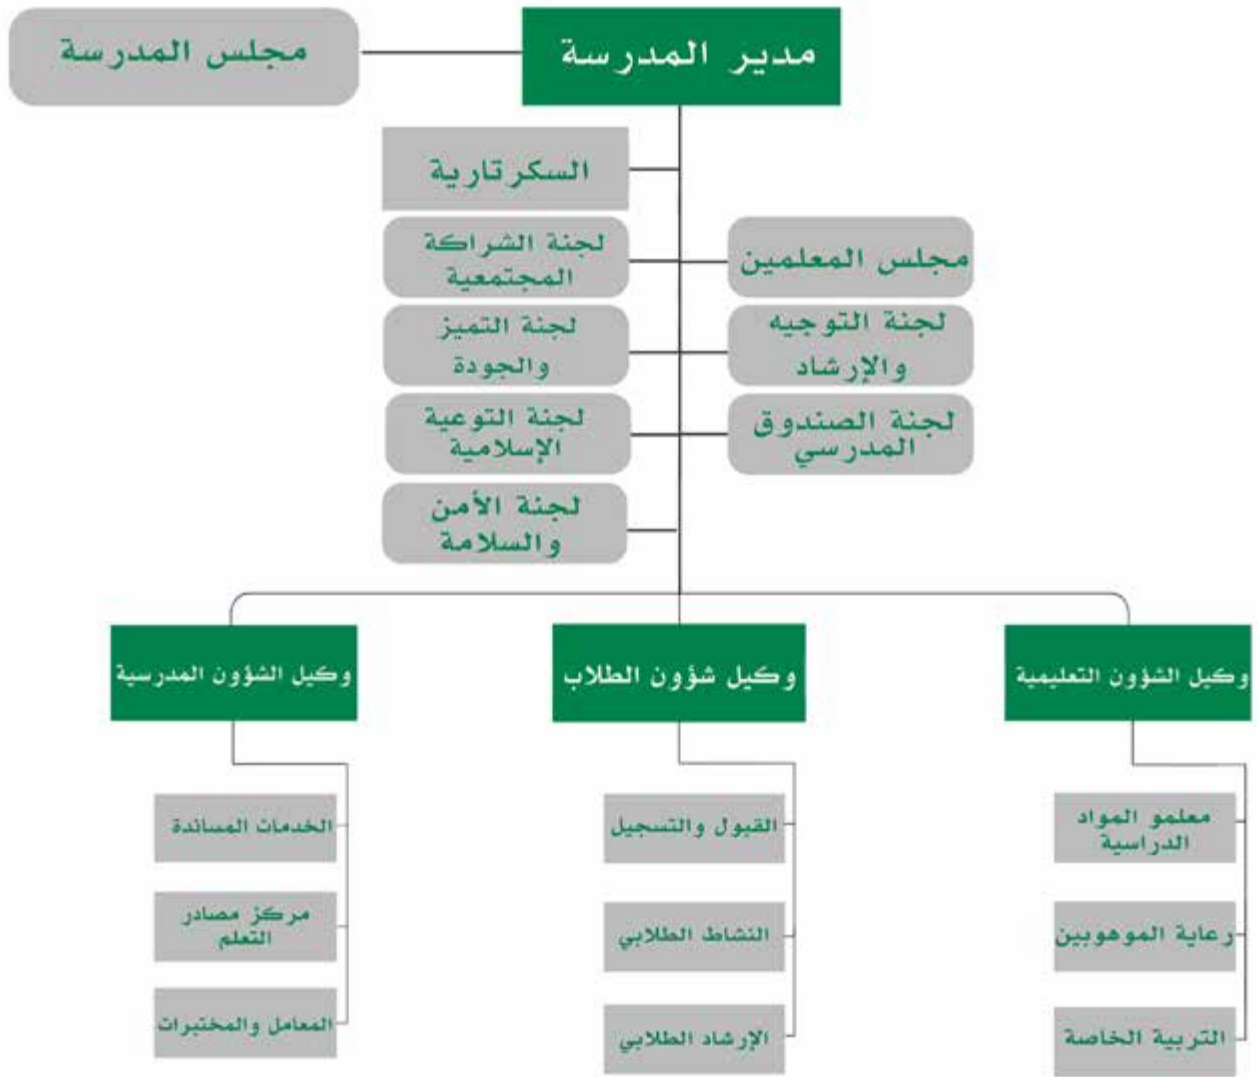 مدير المدرسة
مجلس المدرسة
السكرتارية
مجلس المعلمين
لجنة الشراكة
المجتمعية
لجنة التوجيه
والإرشاد
لجنة التميز
والجودة
لجنة الصندوق
المدرسي
لجنة التوعية
الإسلامية
لجنة الأمن
والسلامة
وكيل الشؤون التعليمية
وكيل شؤون الطلاب
وكيل الشؤون المدرسية
معلمو المواد
الدراسية
رعاية الموهوبين
التربية الخاصة
القبول والتسجيل
النشاط الطلابي
الإرشاد الطلابي
الخدمات المساندة
مركز مصادر
التعلم
المعامل والمختبرات